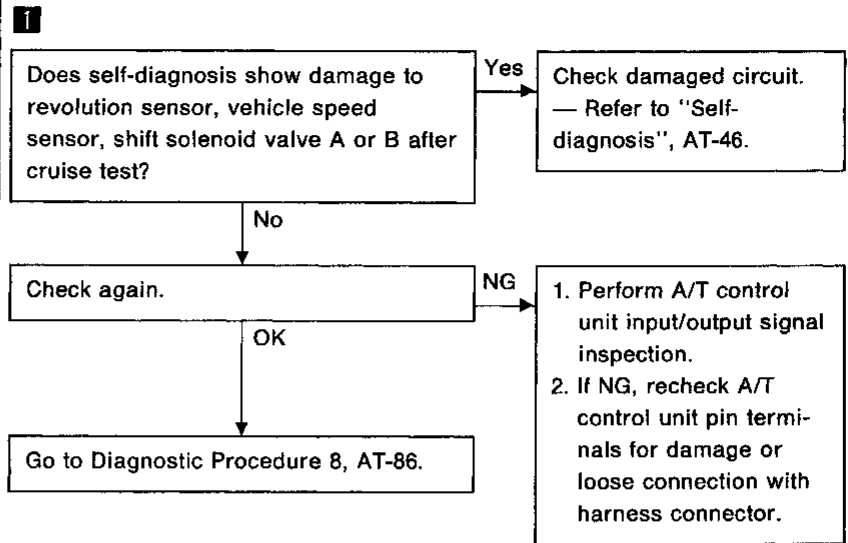 1
Does self-diagnosis show damage to
revolution sensor, vehicle speed
sensor, shift solenoid valve A or B after
cruise test?
Yes
Check damaged circuit.
— Refer to "Self-
diagnosis", AT-46.
No
Check again.
NG
1. Perform A/T control
unit input/output signal
inspection.
2. If NG, recheck A/T
control unit pin termi-
nals for damage or
loose connection with
harness connector.
OK
Go to Diagnostic Procedure 8, AT-86.